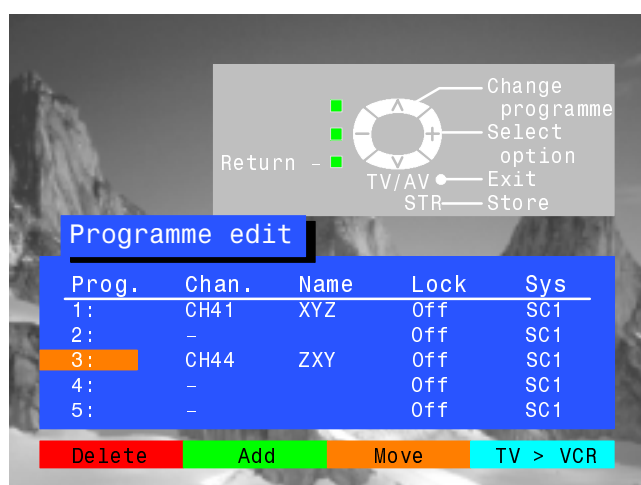 Change
programme
Select
option
Return –
TV/AV Exit
STR Store
Programme edit
Prog. Chan. Name Lock Sys
1: CH41 XYZ Off SC1
2: – Off SC1
3: CH44 ZXY Off SC1
4: – Off SC1
5: – Off SC1
Delete Add Move TV > VCR